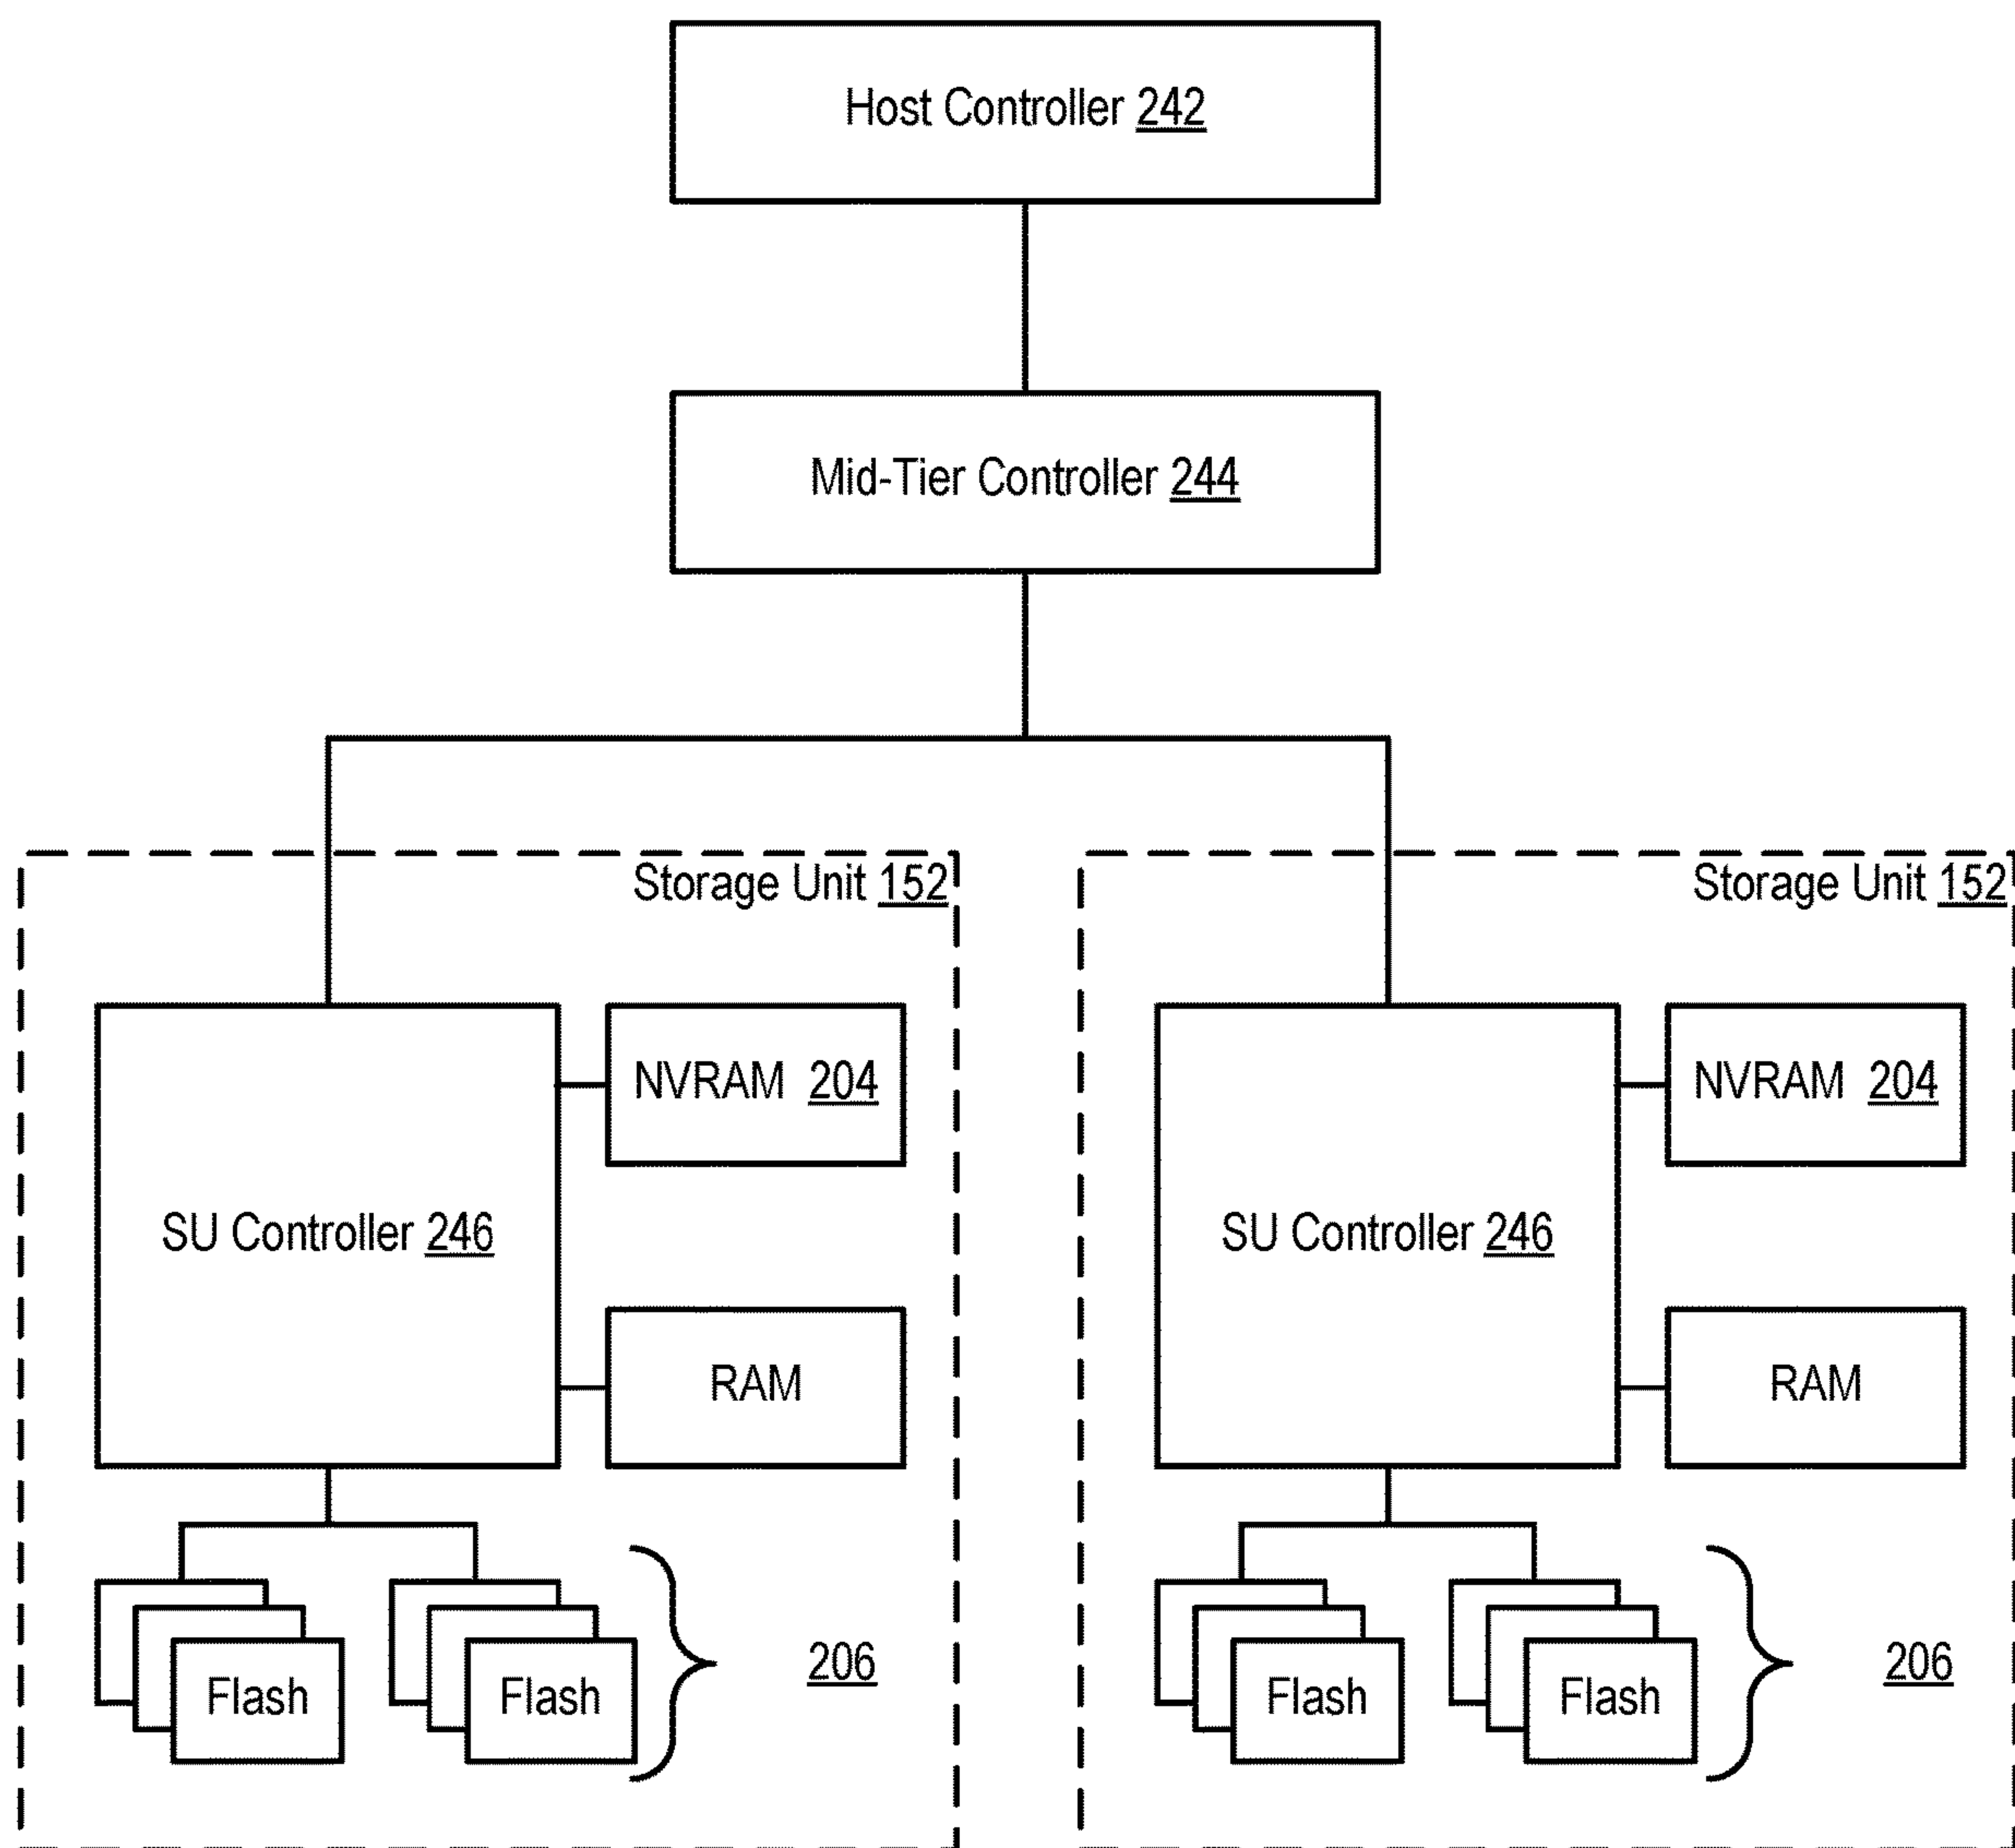 Host Controller 242
Mid-Tier Controller 244
Storage Unit 152
Storage Unit 152
NVRAM 204
NVRAM 204
SU Controller 246
SU Controller 246
RAM
RAM
Flash
Flash
206
Flash
Flash
206